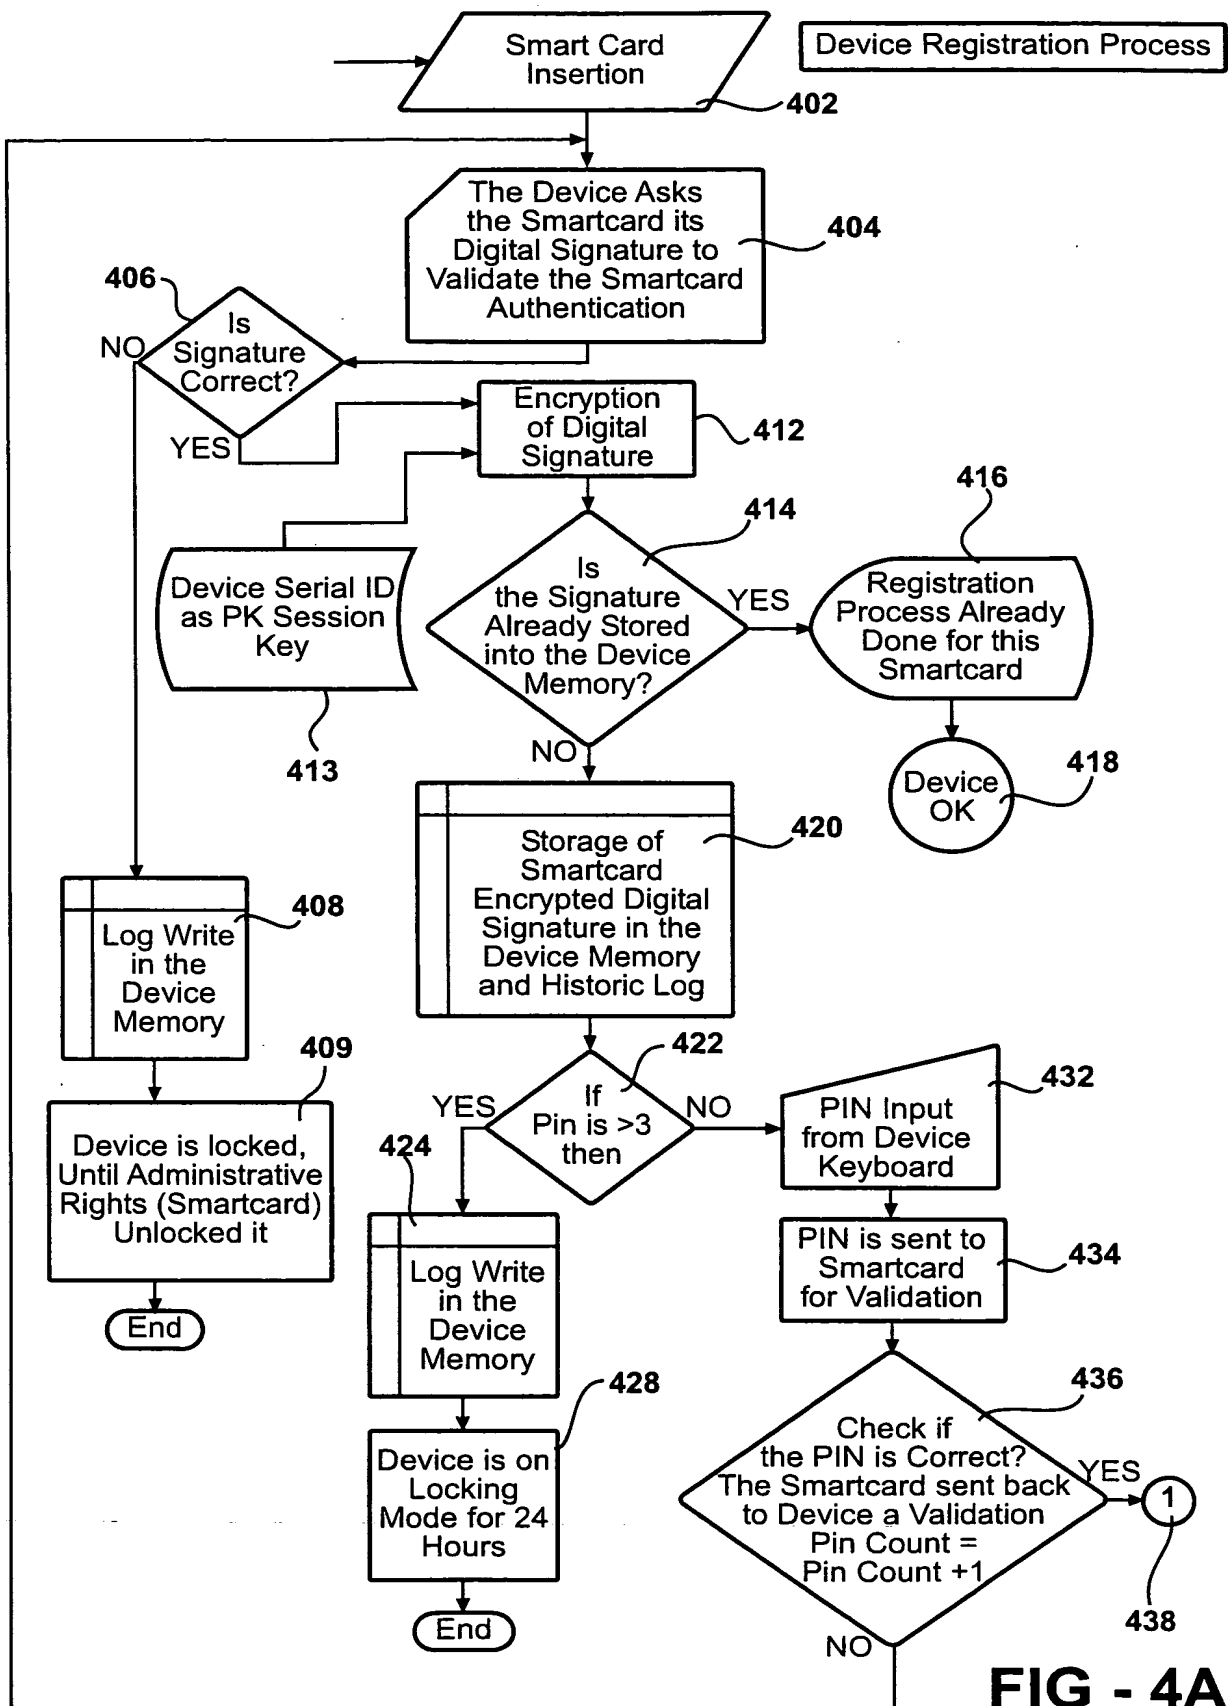 Smart Card
Insertion
Device Registration Process
402
The Device Asks
the Smartcard its
Digital Signature to
Validate the Smartcard
Authentication
404
406
Is
Signature
Correct?
NO
YES
Encryption
of Digital
Signature
412
414
Is
the Signature
Already Stored
into the Device
Memory?
YES
NO
416
Registration
Process Already
Done for this
Smartcard
Device Serial ID
as PK Session
Key
413
Device
OK
418
Storage of
Smartcard
Encrypted Digital
Signature in the
Device Memory
and Historic Log
420
Log Write
in the
Device
Memory
408
409
Device is locked,
Until Administrative
Rights (Smartcard)
Unlocked it
End
422
If
Pin is >3
then
YES
NO
424
Log Write
in the
Device
Memory
428
Device is on
Locking
Mode for 24
Hours
End
PIN Input
from Device
Keyboard
432
PIN is sent to
Smartcard
for Validation
434
436
Check if
the PIN is Correct?
The Smartcard sent back
to Device a Validation
Pin Count =
Pin Count +1
YES
1
438
NO
FIG - 4A